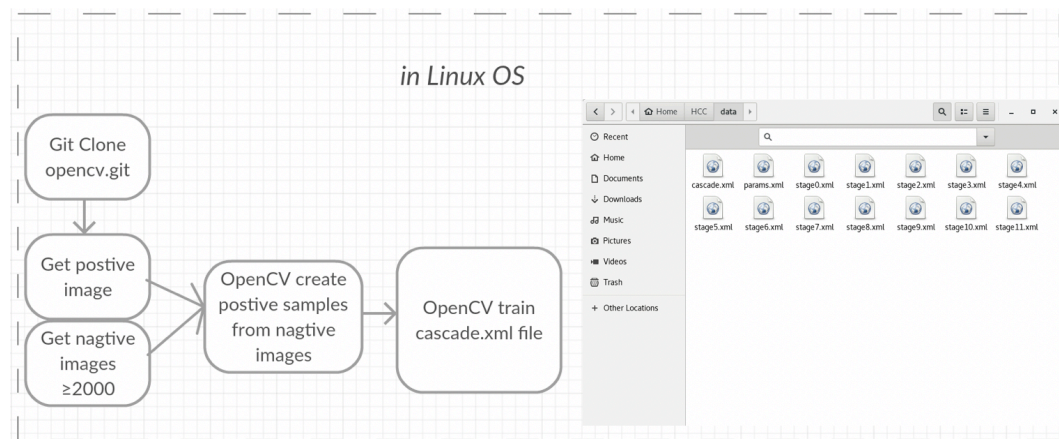 in Linux OS
Git Clone
opencv.git
Get postive
image
Get nagtive
images
≥2000
OpenCV create
postive samples
from nagtive
images
OpenCV train
cascade.xml file
Home HCC data
Recent
Home
Documents
Downloads
Music
Pictures
Videos
Trash
+ Other Locations
cascade.xml params.xml stage0.xml stage1.xml stage2.xml stage3.xml stage4.xml
stage5.xml stage6.xml stage7.xml stage8.xml stage9.xml stage10.xml stage11.xml